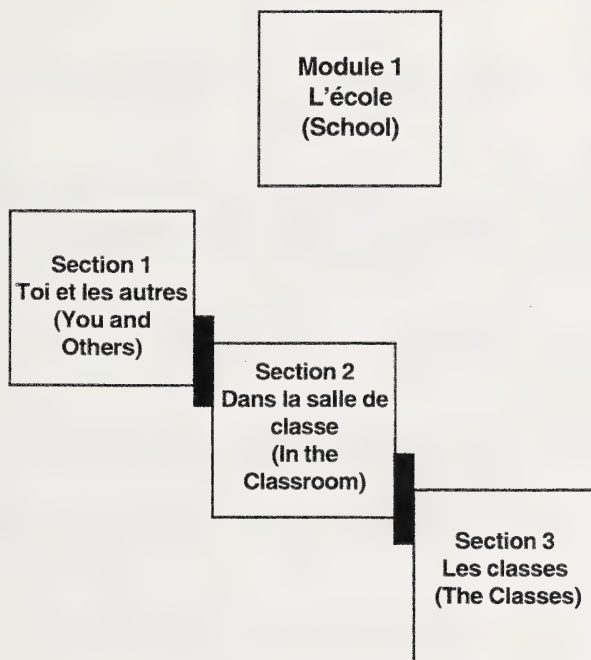 Module 1
L'école
(School)
Section 1
Toi et les autres
(You and
Others)
Section 2
Dans la salle de
classe
(In the
Classroom)
Section 3
Les classes
(The Classes)